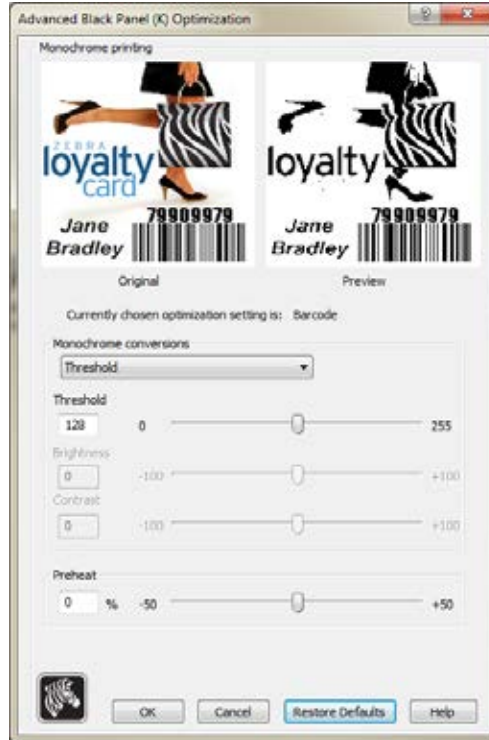 Advanced Black Panel (K) Optimization
Monochrome printing
ZEBRA
loyalty
card
79909979
Jane
Bradley
loyalty
79909979
Jane
Bradley
Original Preview
Currently chosen optimization setting is: Barcode
Monochrome conversions
Threshold
Threshold
128 0 255
Brightness
0 -100 +100
Contrast
0 -100 +100
Preheat
0 % -50 +50
OK Cancel Restore Defaults Help